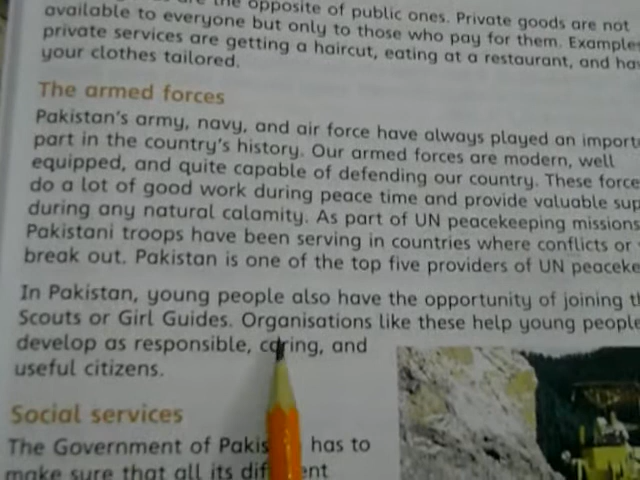 the opposite of public ones. Private goods are not
available to everyone but only to those who pay for them. Examples
private services are getting a haircut, eating at a restaurant, and ha
your clothes tailored.
The armed forces
Pakistan's army, navy, and air force have always played an import
part in the country's history. Our armed forces are modern, well
equipped, and quite capable of defending our country. These force
do a lot of good work during peace time and provide valuable sup
during any natural calamity. As part of UN peacekeeping missions
Pakistani troops have been serving in countries where conflicts or
break out. Pakistan is one of the top five providers of UN peaceke
In Pakistan, young people also have the opportunity of joining t
Scouts or Girl Guides. Organisations like these help young people
develop as responsible, caring, and
useful citizens.
Social services
The Government of Pakis has to
make sure that all its dif ent